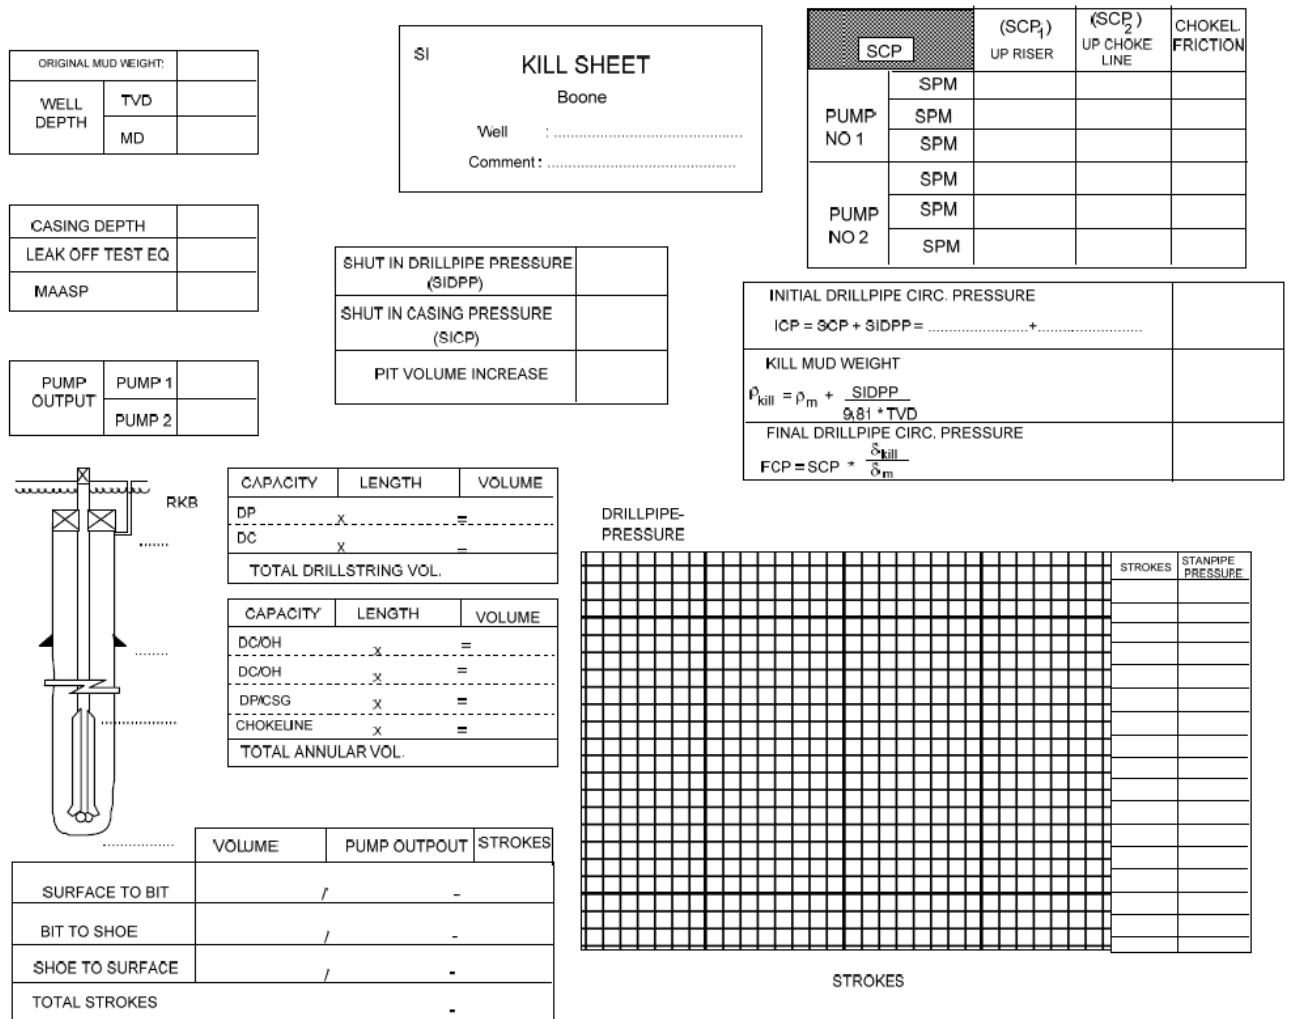 ORIGINAL MUD WEIGHT:
WELL DEPTH
TVD
MD
CASING DEPTH
LEAK OFF TEST EQ
MAASP
PUMP OUTPUT
PUMP 1
PUMP 2
SI
KILL SHEET
Boone
Well : ................................................
Comment : ................................................
SHUT IN DRILLPIPE PRESSURE
(SIDPP)
SHUT IN CASING PRESSURE
(SICP)
PIT VOLUME INCREASE
SCP
(SCP1)
UP RISER
(SCP2)
UP CHOKE
LINE
CHOKEL.
FRICTION
PUMP
NO 1
SPM
SPM
SPM
PUMP
NO 2
SPM
SPM
SPM
INITIAL DRILLPIPE CIRC. PRESSURE
ICP = SCP + SIDPP = ........................+........................
KILL MUD WEIGHT
ρkill = ρm + SIDPP / 9.81 * TVD
FINAL DRILLPIPE CIRC. PRESSURE
FCP = SCP * δkill / δm
RKB
CAPACITY LENGTH VOLUME
DP x =
DC x =
TOTAL DRILLSTRING VOL.
CAPACITY LENGTH VOLUME
DC/OH x =
DC/OH x =
DP/CSG x =
CHOKELINE x =
TOTAL ANNULAR VOL.
VOLUME PUMP OUTPOUT STROKES
SURFACE TO BIT / -
BIT TO SHOE / -
SHOE TO SURFACE / -
TOTAL STROKES -
DRILLPIPE-
PRESSURE
STROKES
STANPIPE
PRESSURE
STROKES